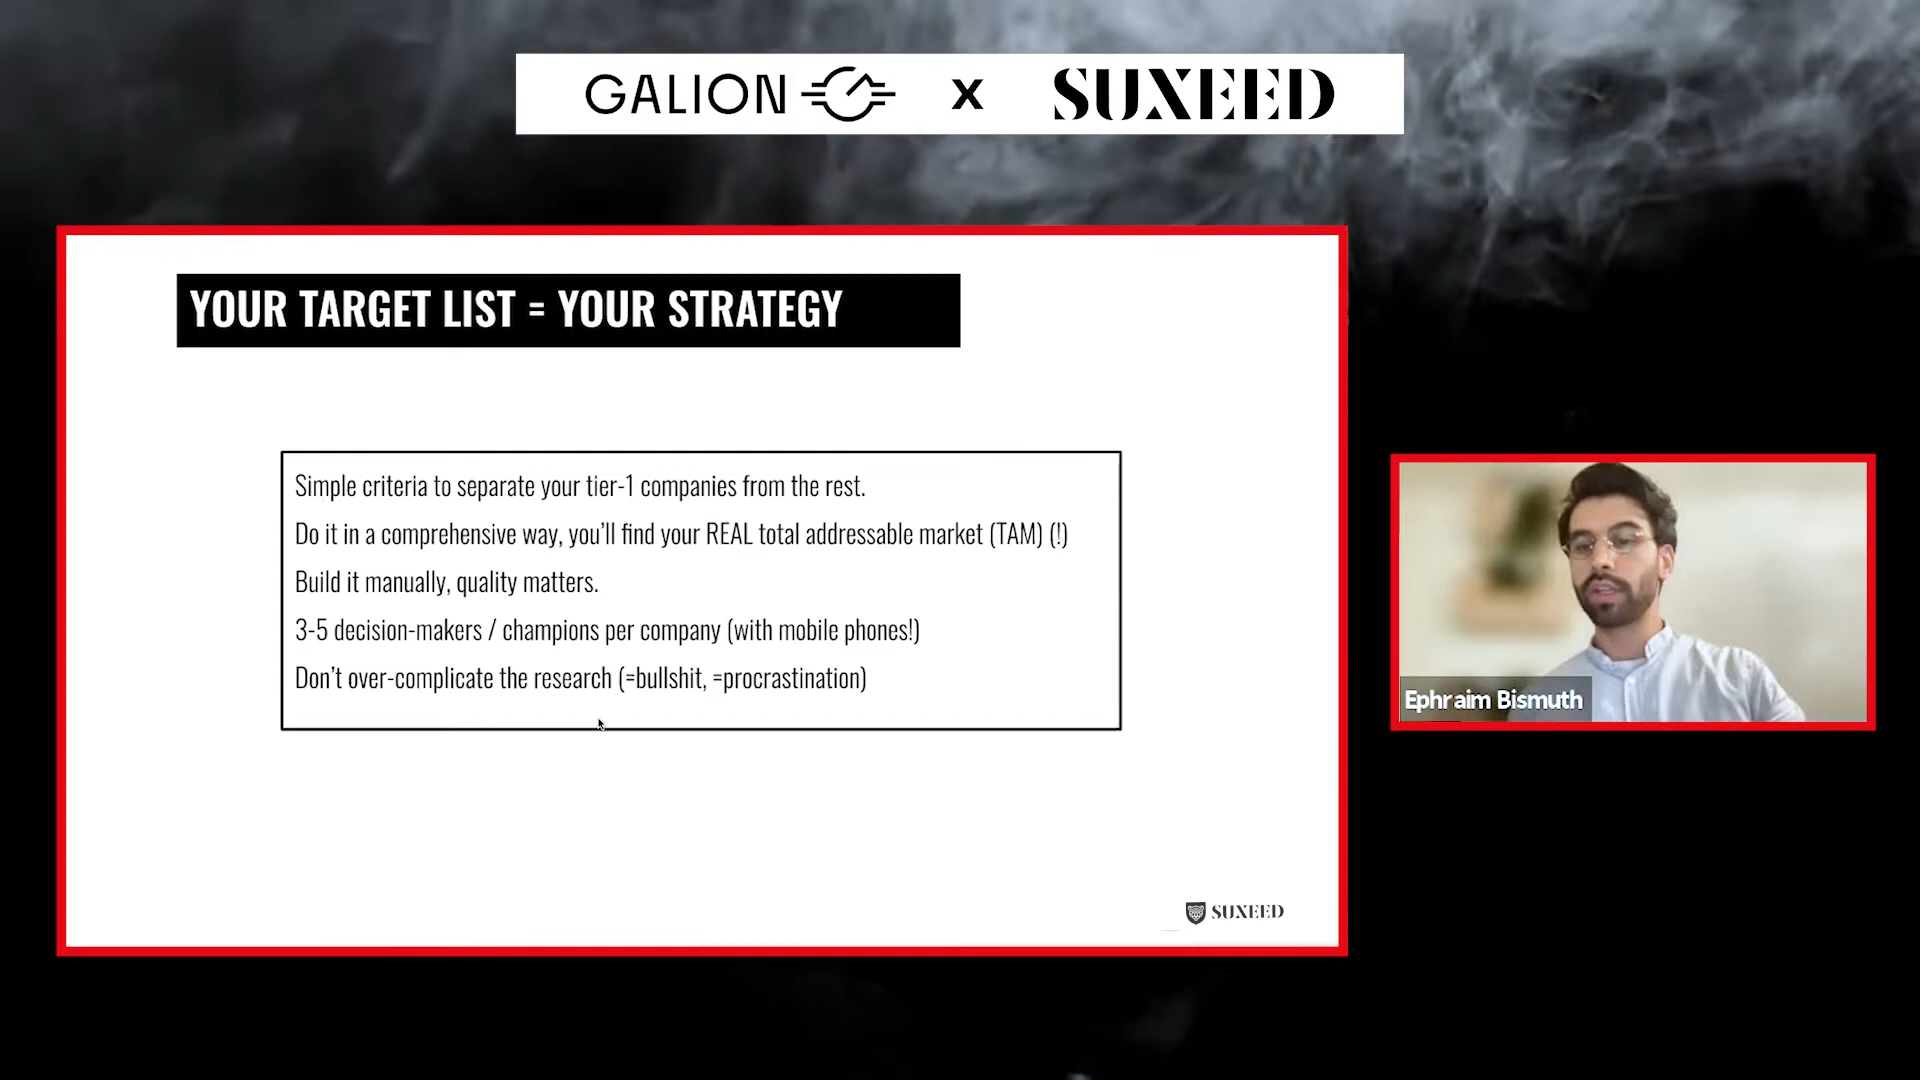 GALION x SUXEED
YOUR TARGET LIST = YOUR STRATEGY
Simple criteria to separate your tier-1 companies from the rest.
Do it in a comprehensive way, you'll find your REAL total addressable market (TAM) (!)
Build it manually, quality matters.
3-5 decision-makers / champions per company (with mobile phones!)
Don't over-complicate the research (=bullshit, =procrastination)
Ephraim Bismuth
SUXEED